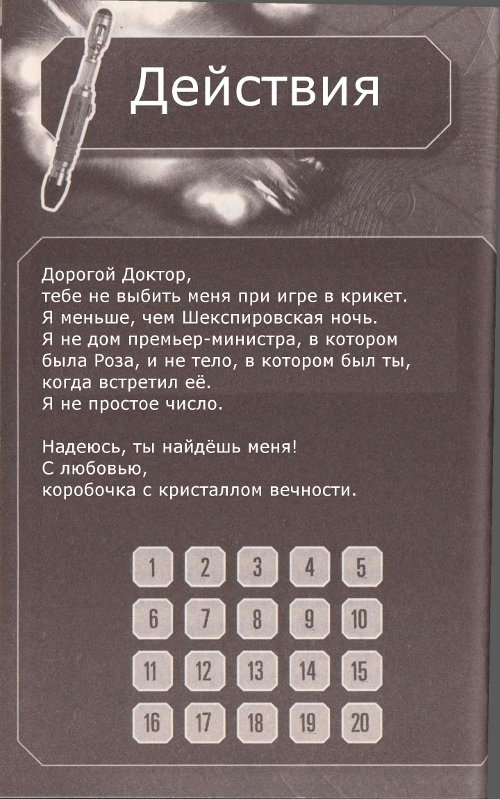 Действия
Дорогой Доктор,
тебе не выбить меня при игре в крикет.
Я меньше, чем Шекспировская ночь.
Я не дом премьер-министра, в котором
была Роза, и не тело, в котором был ты,
когда встретил её.
Я не простое число.
Надеюсь, ты найдёшь меня!
С любовью,
коробочка с кристаллом вечности.
1 2 3 4 5
6 7 8 9 10
11 12 13 14 15
16 17 18 19 20